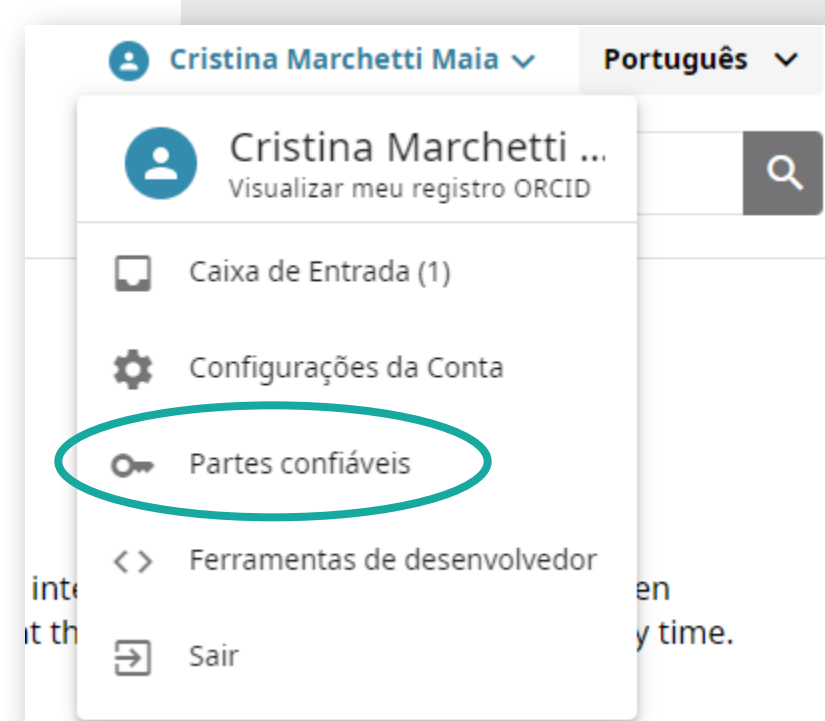 Cristina Marchetti Maia
Português
Cristina Marchetti ...
Visualizar meu registro ORCID
Caixa de Entrada (1)
Configurações da Conta
Partes confiáveis
Ferramentas de desenvolvedor
Sair
y time.